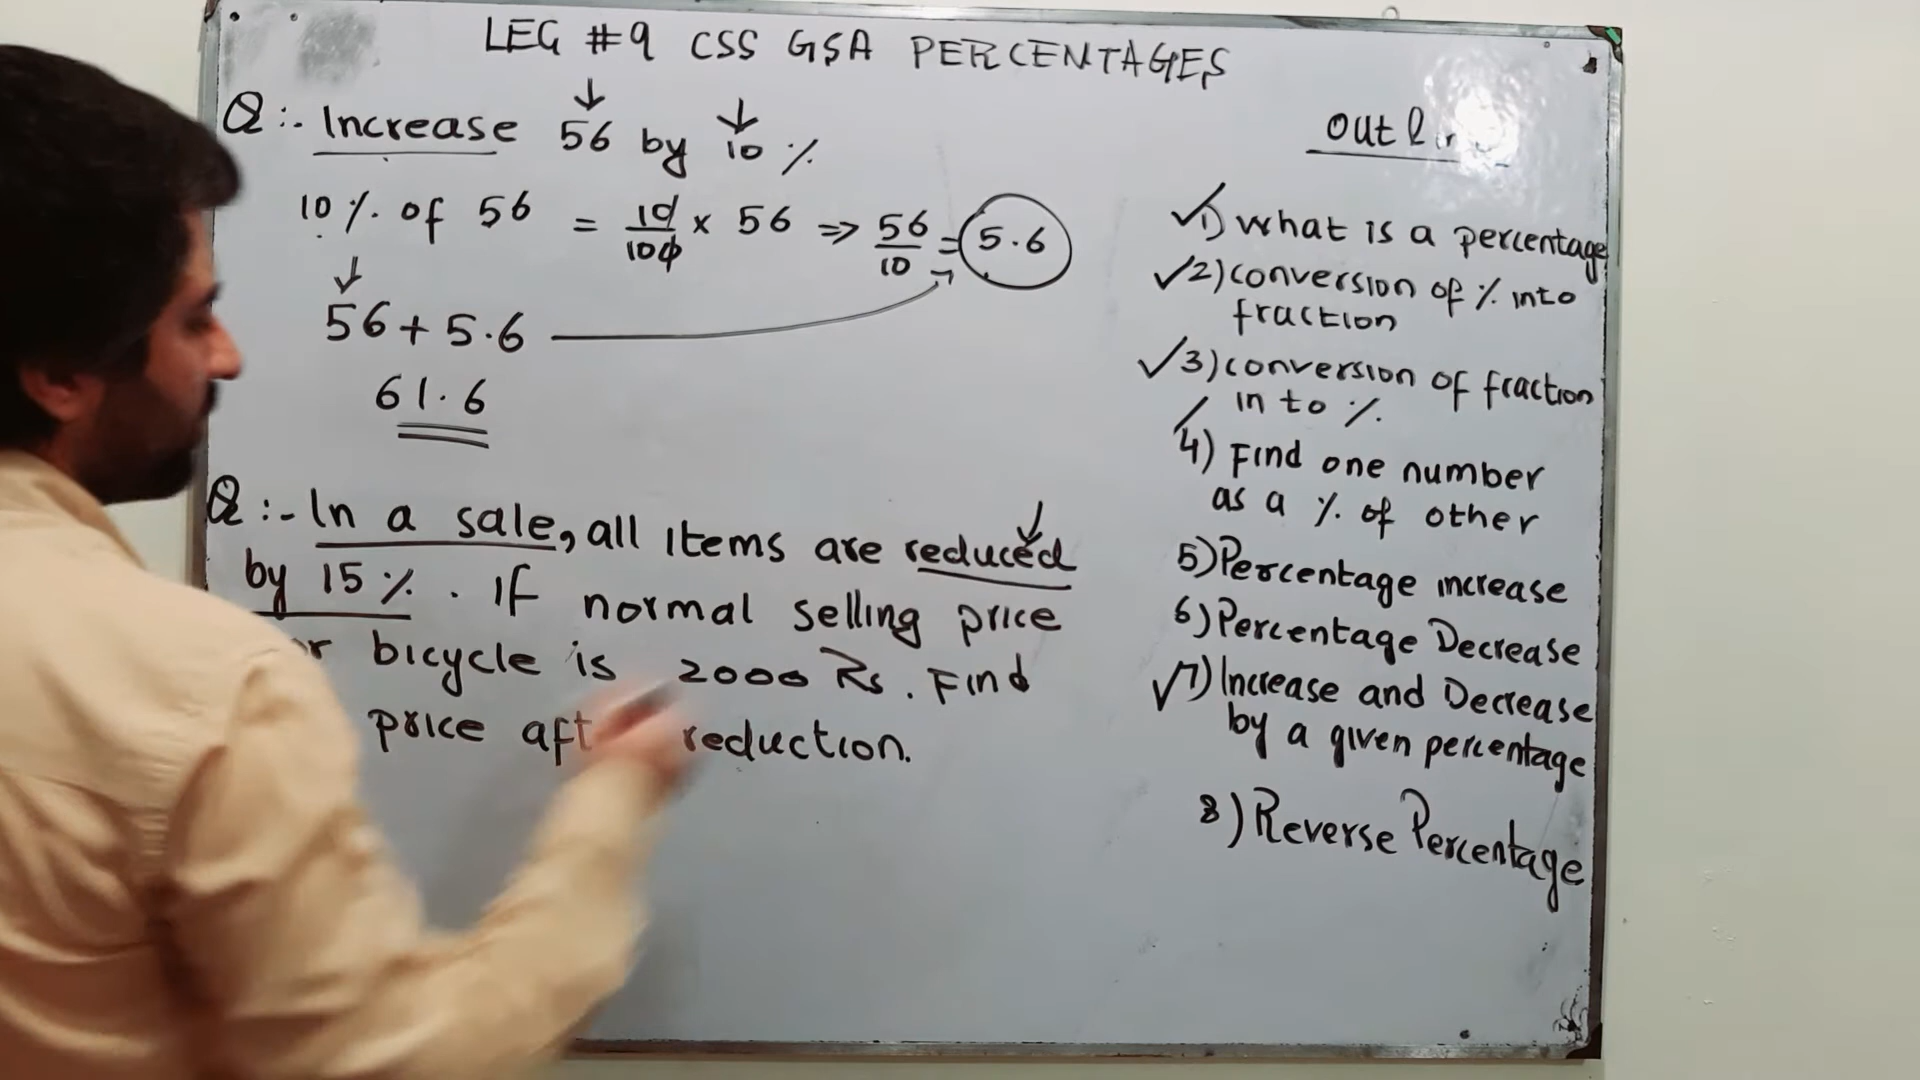 LEC #9 CSS GSA PERCENTAGES
Q:- Increase 56 by 10 %
10 %. of 56 = 10/100 × 56 ⇒ 56/10 = 5.6
56 + 5.6
61.6
Q:- In a sale, all items are reduced
by 15 %. If normal selling price
bicycle is 2000 Rs. Find
price reduction.
1) What is a percentage
2) conversion of % into
fraction
3) conversion of fraction
in to %.
4) Find one number
as a %. of other
5) Percentage increase
6) Percentage Decrease
7) Increase and Decrease
by a given percentage
8) Reverse Percentage